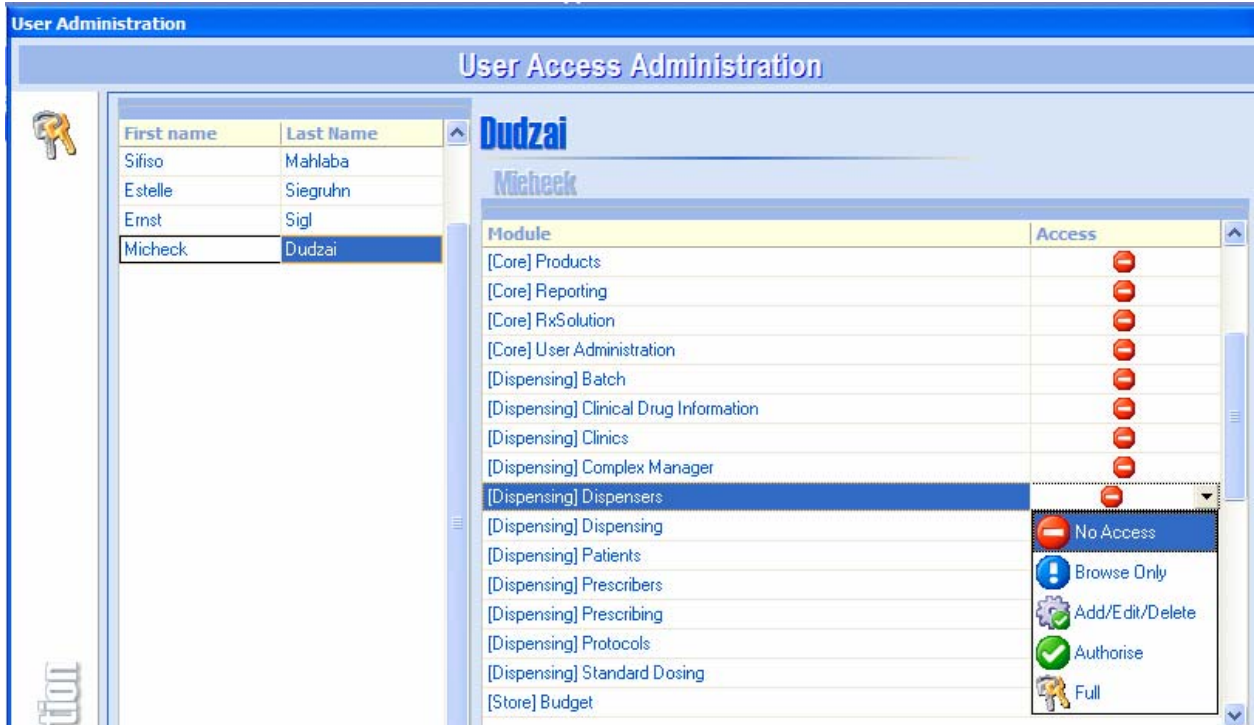 User Administration
User Access Administration
First name Last Name
Sifiso Mahlaba
Estelle Siegruhn
Ernst Sigl
Micheck Dudzai
Dudzai
Micheck
Module Access
[Core] Products
[Core] Reporting
[Core] RxSolution
[Core] User Administration
[Dispensing] Batch
[Dispensing] Clinical Drug Information
[Dispensing] Clinics
[Dispensing] Complex Manager
[Dispensing] Dispensers
[Dispensing] Dispensing
[Dispensing] Patients
[Dispensing] Prescribers
[Dispensing] Prescribing
[Dispensing] Protocols
[Dispensing] Standard Dosing
[Store] Budget
No Access
Browse Only
Add/Edit/Delete
Authorise
Full
tion